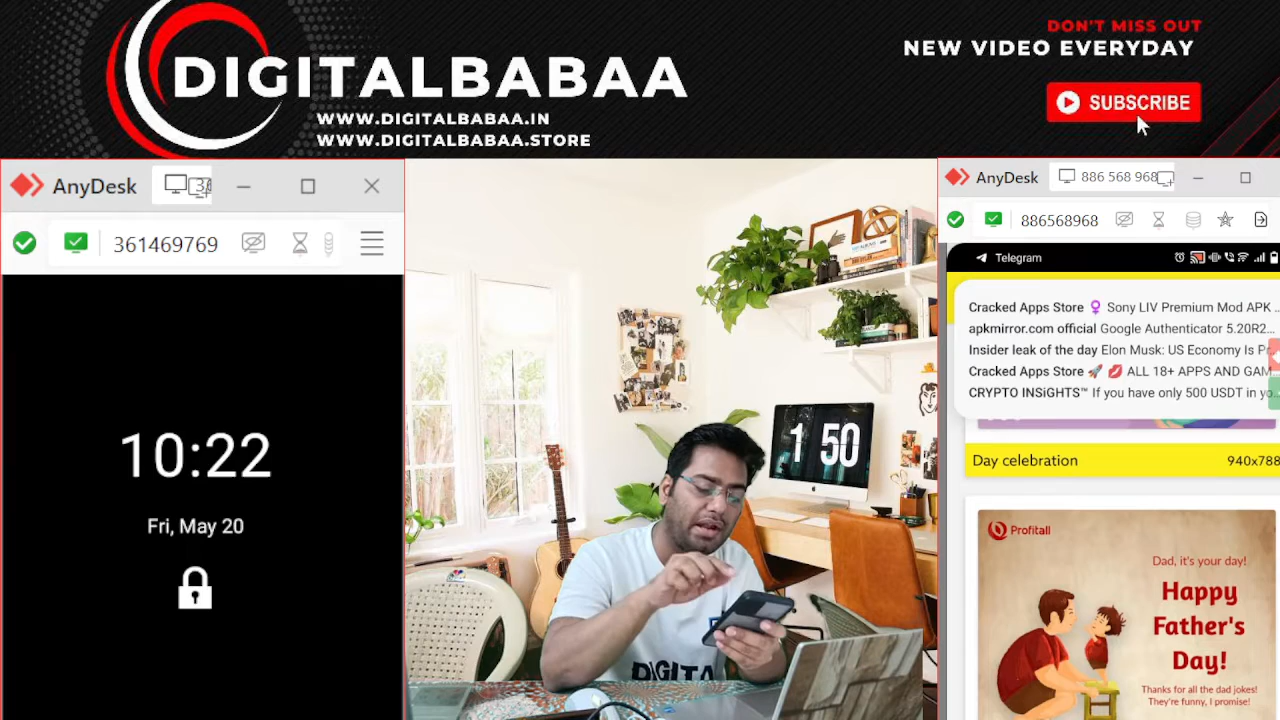 DIGITALBABAA
WWW.DIGITALBABAA.IN
WWW.DIGITALBABAA.STORE
DON'T MISS OUT
NEW VIDEO EVERYDAY
SUBSCRIBE
AnyDesk
361469769
10:22
Fri, May 20
1 50
DIGITA
AnyDesk
886 568 968
886568968
Telegram
Cracked Apps Store ♀ Sony LIV Premium Mod APK ...
apkmirror.com official Google Authenticator 5.20R2...
Insider leak of the day Elon Musk: US Economy Is
Cracked Apps Store 🚀 💋 ALL 18+ APPS AND GAM
CRYPTO INSiGHTS™ If you have only 500 USDT in
Day celebration
940x788
Profitall
Dad, it's your day!
Happy
Father's
Day!
Thanks for all the dad jokes!
They're funny, I promise!